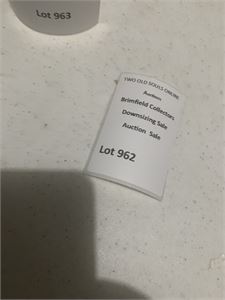 Lot 963
TWO OLD SOULS ONLINE
Auction
Brimfield Collectors
Downsizing Sale
Auction Sale
Lot 962